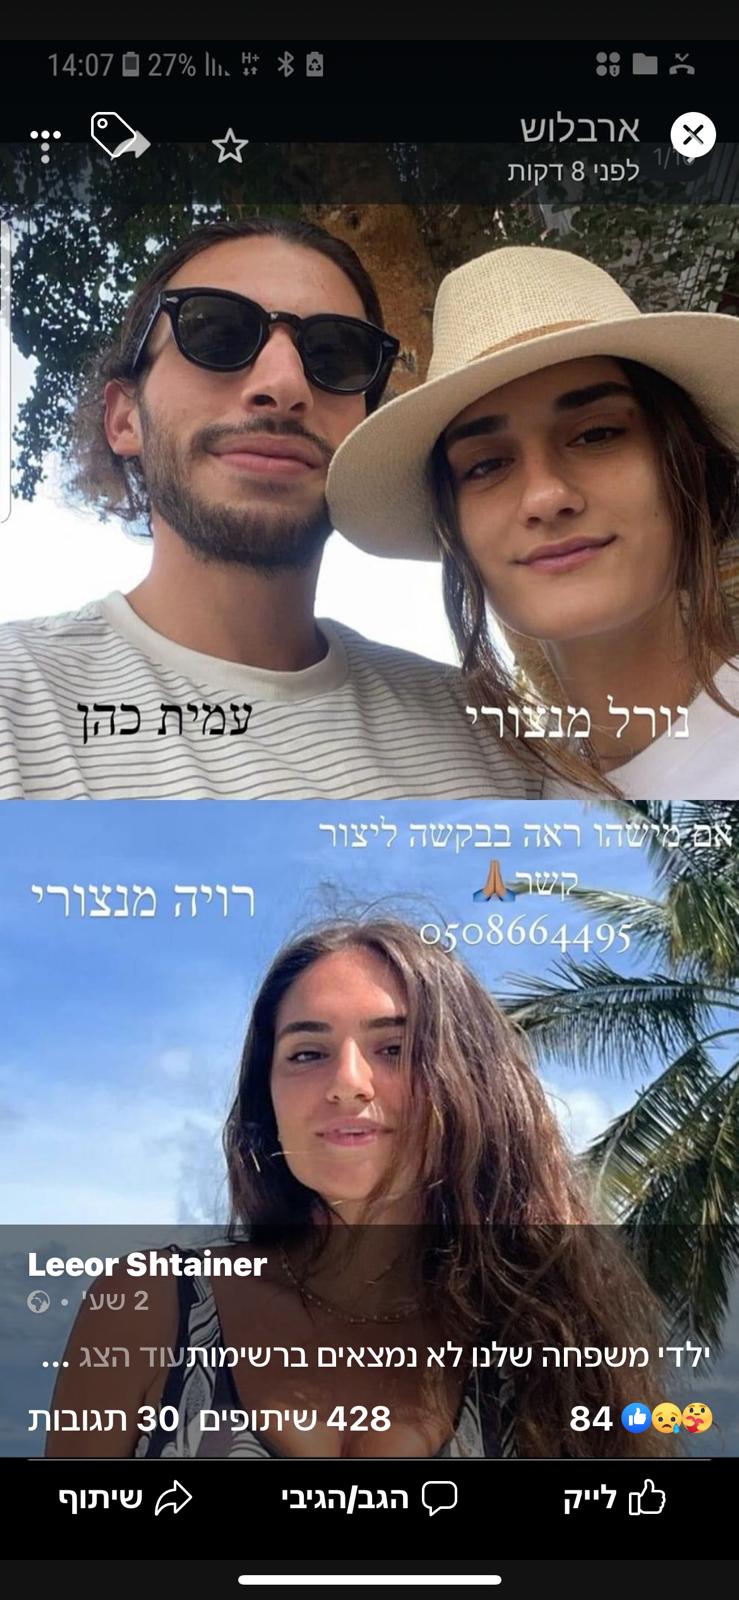 14:07 27% H+
ארבלוש
לפני 8 דקות
עמית כהן
נורל מנצורי
אם מישהו ראה בבקשה ליצור
קשר🙏🏽
0508664495
רויה מנצורי
Leeor Shtainer
2 שע'
ילדי משפחה שלנו לא נמצאים ברשימותעוד הצג ...
84
428 שיתופים 30 תגובות
לייק
הגב/הגיבי
שיתוף